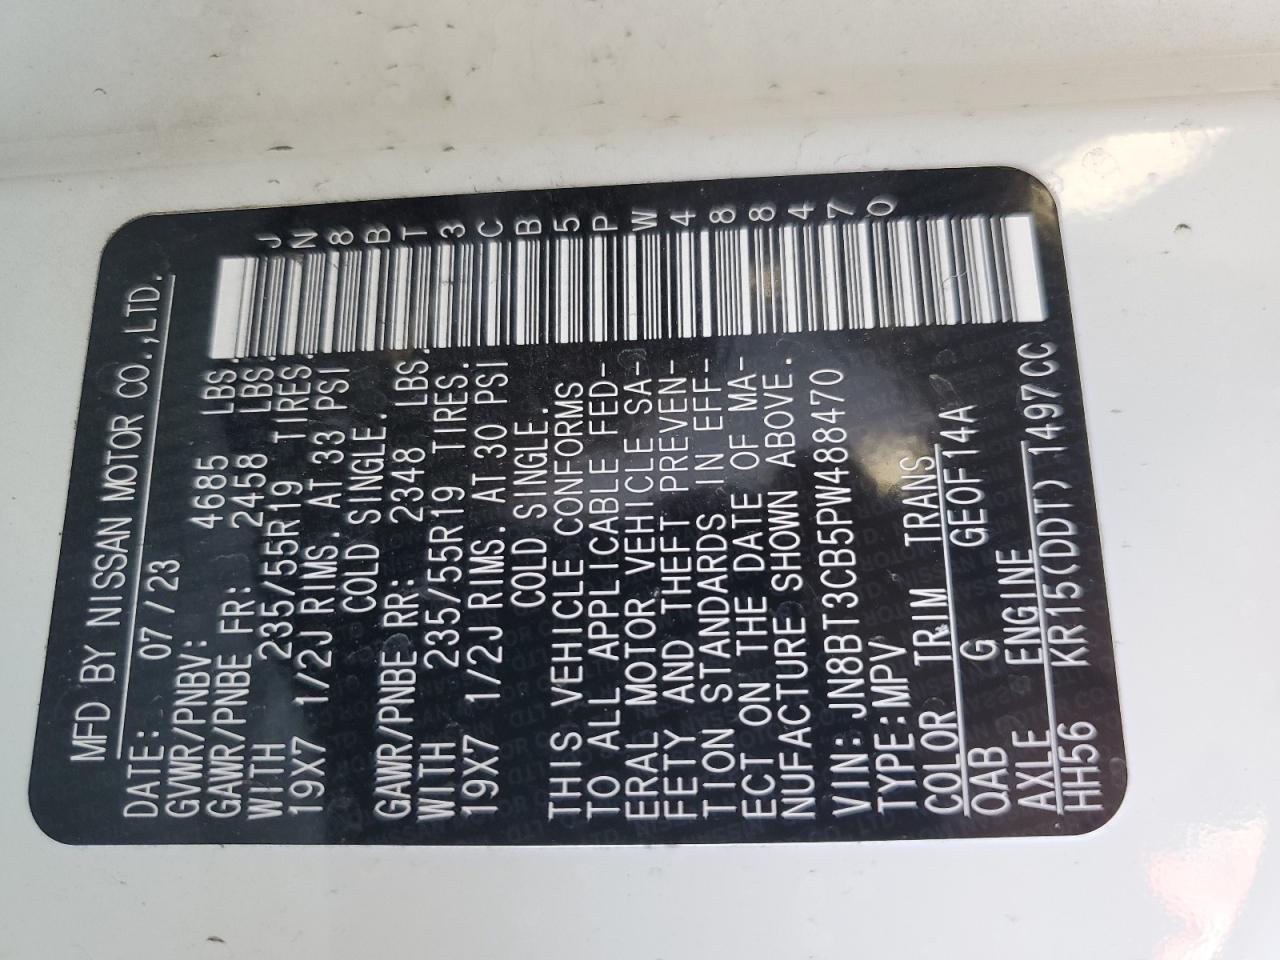 MFD BY NISSAN MOTOR CO.,LTD.
DATE: 07/23
GVWR/PNBV: 4685 LBS.
GAWR/PNBE FR: 2458 LBS.
WITH 235/55R19 TIRES.
19X7 1/2J RIMS. AT 33 PSI
COLD SINGLE.
GAWR/PNBE RR: 2348 LBS.
WITH 235/55R19 TIRES.
19X7 1/2J RIMS. AT 30 PSI
COLD SINGLE.
THIS VEHICLE CONFORMS
TO ALL APPLICABLE FED-
ERAL MOTOR VEHICLE SA-
FETY AND THEFT PREVEN-
TION STANDARDS IN EFF-
ECT ON THE DATE OF MA-
NUFACTURE SHOWN ABOVE.
VIN: JN8BT3CB5PW488470
TYPE:MPV
COLOR TRIM TRANS
QAB G GE0F14A
AXLE ENGINE
HH56 KR15(DDT) 1497CC
JN8BT3CB5PW488470